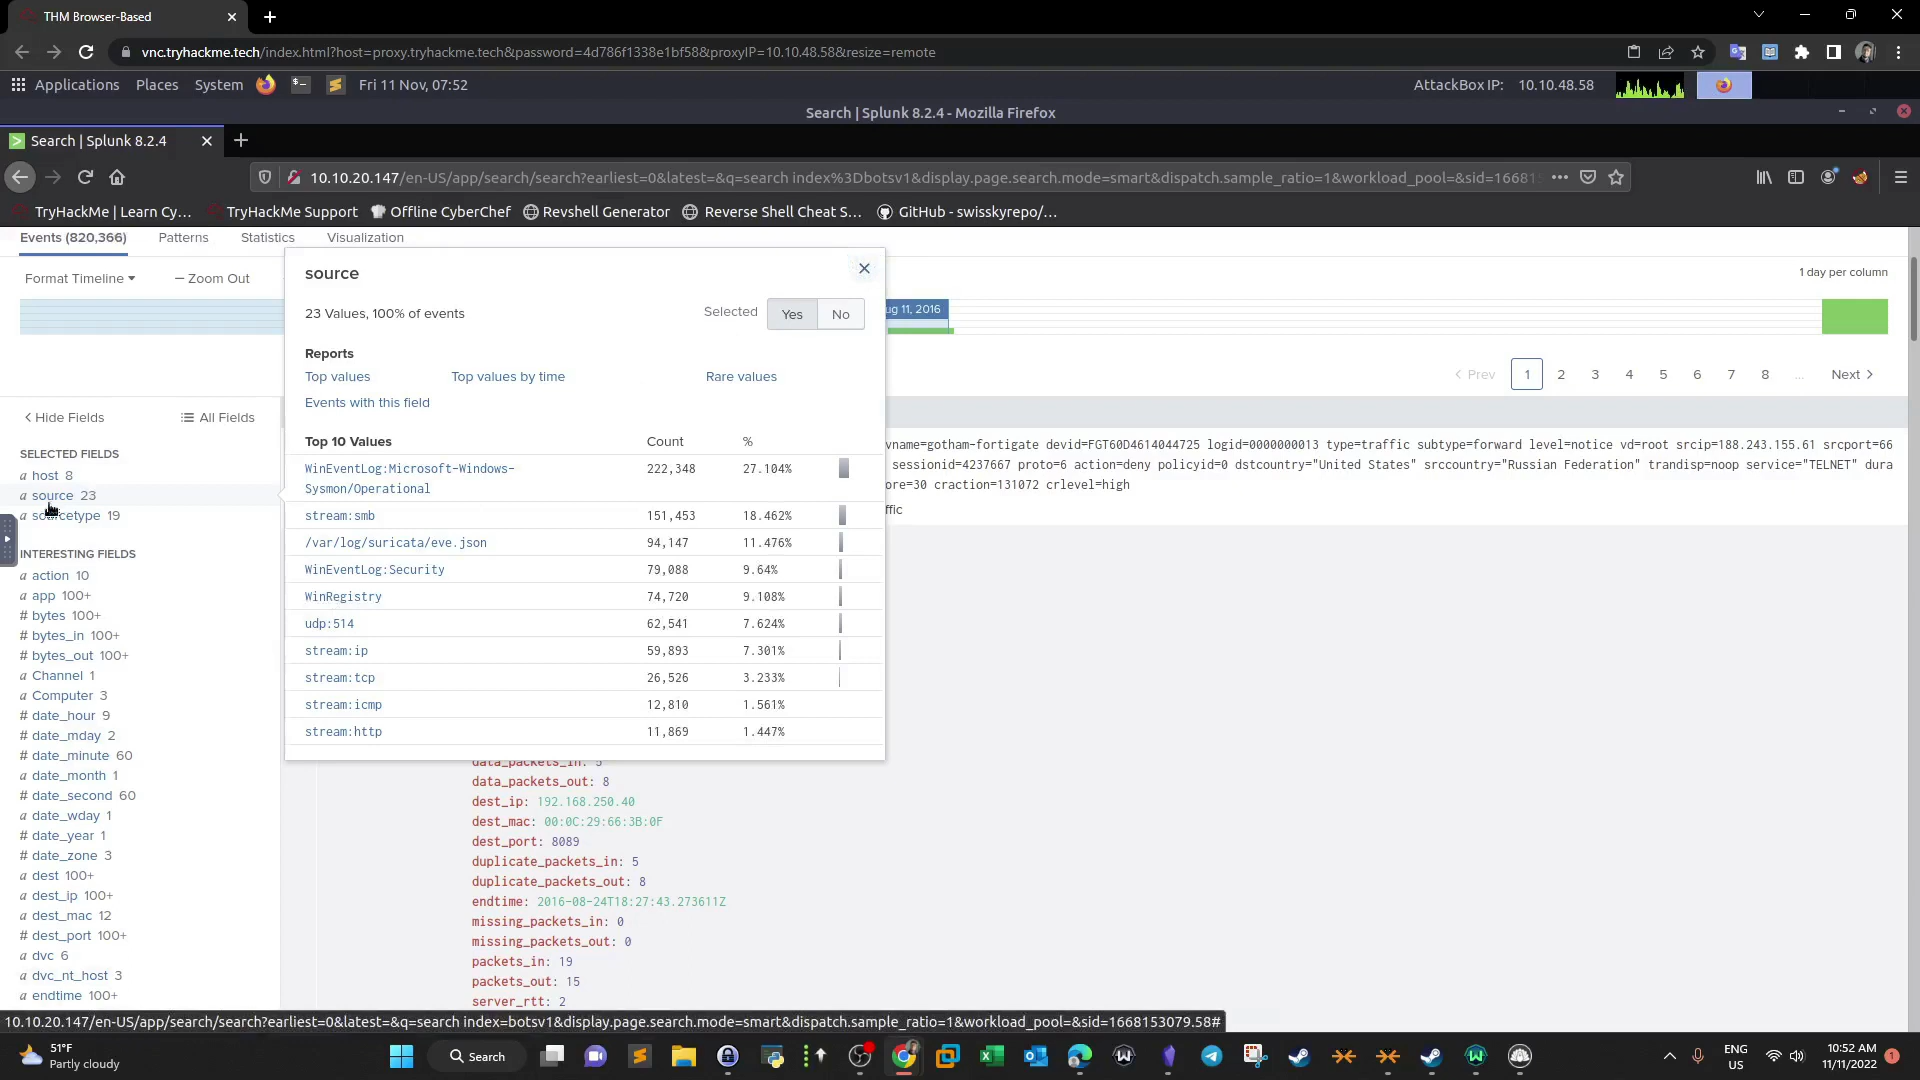 THM Browser-Based
vnc.tryhackme.tech/index.html?host=proxy.tryhackme.tech&password=4d786f1338e1bf58&proxyIP=10.10.48.58&resize=remote
Applications Places System Fri 11 Nov, 07:52 AttackBox IP: 10.10.48.58
Search | Splunk 8.2.4 - Mozilla Firefox
Search | Splunk 8.2.4
10.10.20.147/en-US/app/search/search?earliest=0&latest=&q=search index%3Dbotsv1&display.page.search.mode=smart&dispatch.sample_ratio=1&workload_pool=&sid=16681
TryHackMe | Learn Cy… TryHackMe Support Offline CyberChef Revshell Generator Reverse Shell Cheat S… GitHub - swisskyrepo/…
Events (820,366) Patterns Statistics Visualization
Format Timeline — Zoom Out
1 day per column
ug 11, 2016
source
23 Values, 100% of events Selected Yes No
Reports
Top values Top values by time Rare values
Events with this field
Top 10 Values Count %
WinEventLog:Microsoft-Windows-
Sysmon/Operational 222,348 27.104%
stream:smb 151,453 18.462%
/var/log/suricata/eve.json 94,147 11.476%
WinEventLog:Security 79,088 9.64%
WinRegistry 74,720 9.108%
udp:514 62,541 7.624%
stream:ip 59,893 7.301%
stream:tcp 26,526 3.233%
stream:icmp 12,810 1.561%
stream:http 11,869 1.447%
< Prev 1 2 3 4 5 6 7 8 ... Next >
< Hide Fields All Fields
SELECTED FIELDS
a host 8
a source 23
a sourcetype 19
INTERESTING FIELDS
a action 10
a app 100+
# bytes 100+
# bytes_in 100+
# bytes_out 100+
a Channel 1
a Computer 3
# date_hour 9
# date_mday 2
# date_minute 60
a date_month 1
# date_second 60
a date_wday 1
# date_year 1
# date_zone 3
a dest 100+
a dest_ip 100+
a dest_mac 12
# dest_port 100+
a dvc 6
a dvc_nt_host 3
a endtime 100+
vname=gotham-fortigate devid=FGT60D4614044725 logid=0000000013 type=traffic subtype=forward level=notice vd=root srcip=188.243.155.61 srcport=66
sessionid=4237667 proto=6 action=deny policyid=0 dstcountry="United States" srccountry="Russian Federation" trandisp=noop service="TELNET" dura
ore=30 craction=131072 crlevel=high
ffic
data_packets_in: 5
data_packets_out: 8
dest_ip: 192.168.250.40
dest_mac: 00:0C:29:66:3B:0F
dest_port: 8089
duplicate_packets_in: 5
duplicate_packets_out: 8
endtime: 2016-08-24T18:27:43.273611Z
missing_packets_in: 0
missing_packets_out: 0
packets_in: 19
packets_out: 15
server_rtt: 2
10.10.20.147/en-US/app/search/search?earliest=0&latest=&q=search index=botsv1&display.page.search.mode=smart&dispatch.sample_ratio=1&workload_pool=&sid=1668153079.58#
51°F
Partly cloudy
Search
ENG
US
10:52 AM
11/11/2022
1